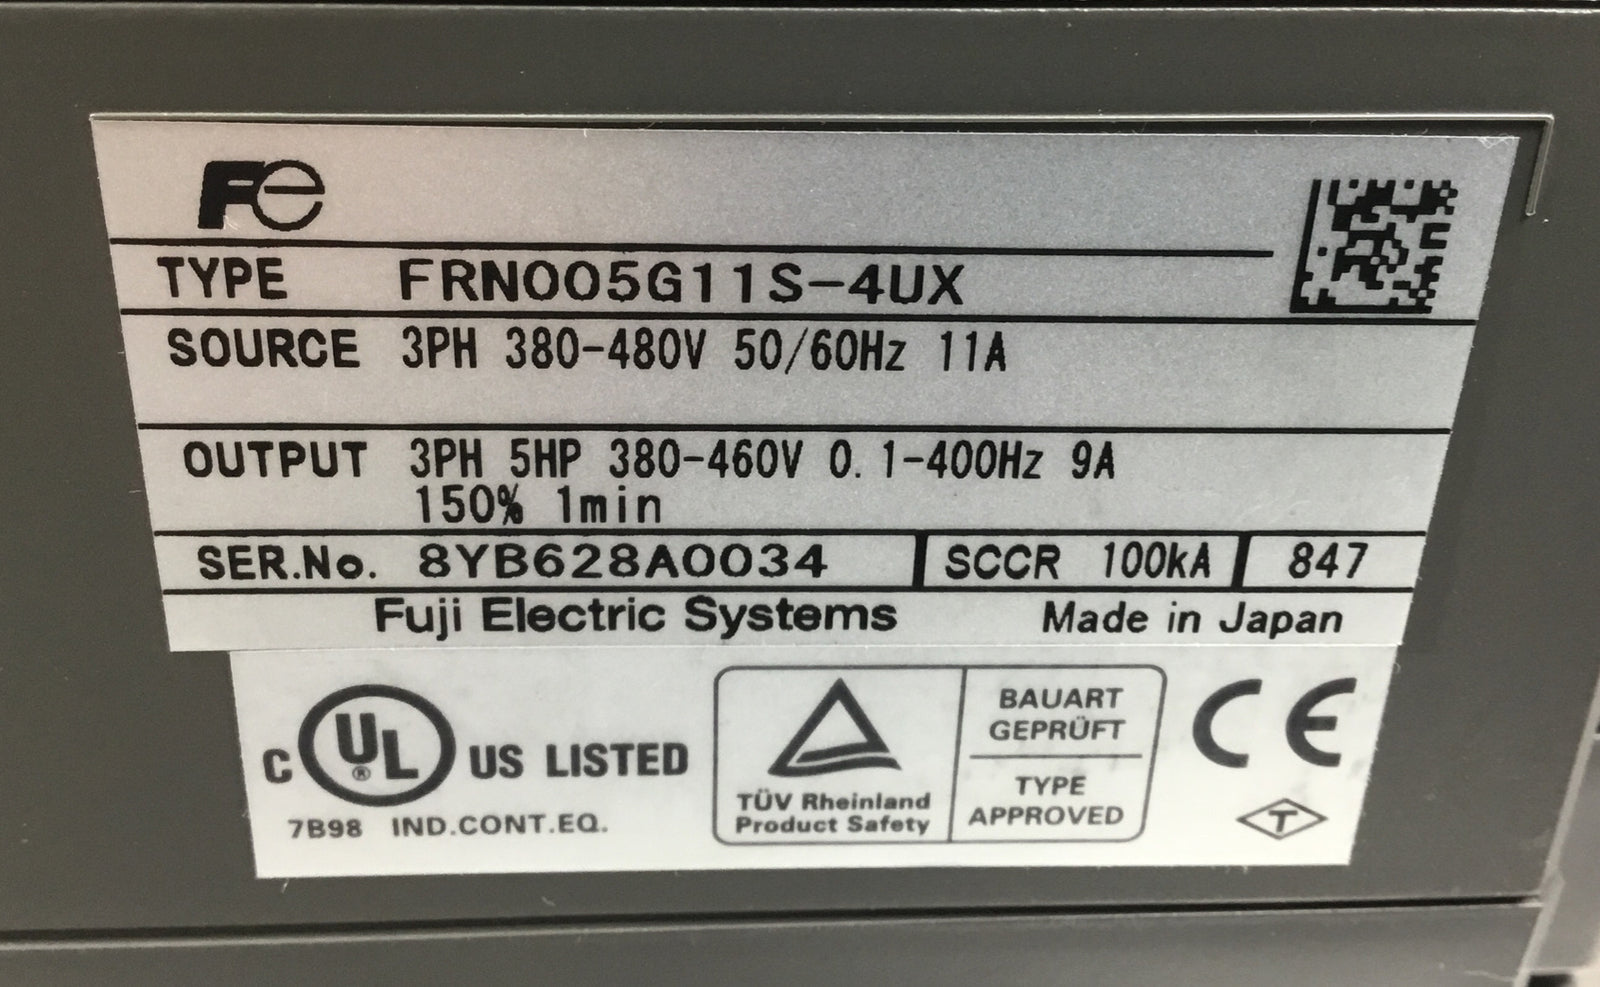 Fe
TYPE FRN005G11S-4UX
SOURCE 3PH 380-480V 50/60Hz 11A
OUTPUT 3PH 5HP 380-460V 0.1-400Hz 9A
150% 1min
SER.No. 8YB628A0034 SCCR 100kA 847
Fuji Electric Systems Made in Japan
C UL® US LISTED
7B98 IND.CONT.EQ.
TÜV Rheinland
Product Safety
BAUART
GEPRÜFT
TYPE
APPROVED
CE
T